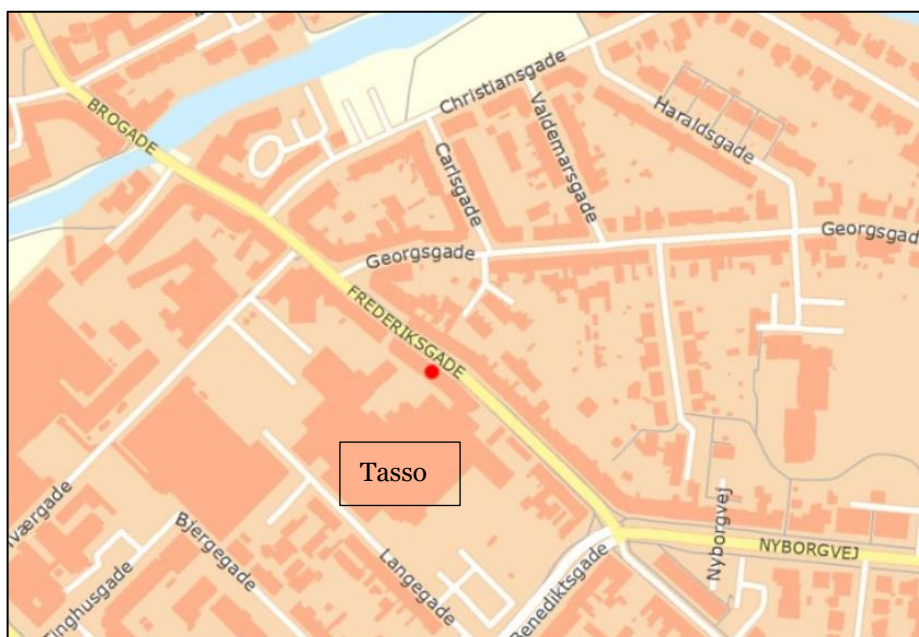 BROGADE
Christiansgade
Valdemarsgade
Haraldsgade
Carlsgade
Georgsgade
Georgsgade
FREDERIKSGADE
Tasso
Bjergegade
Langegade
Benediktsgade
Nyborgvej
NYBORGVEJ